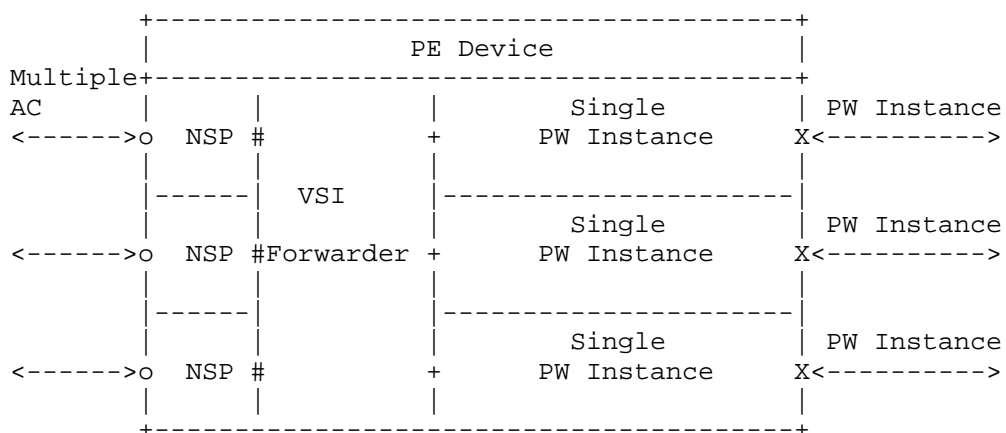 +----------------------------------------+
         |                PE Device               |
Multiple+----------------------------------------+
AC       |      |          |        Single        | PW Instance
<------>o  NSP #          +      PW Instance     X<---------->
         |      |          |                      |
         |------|   VSI    |----------------------|
         |      |          |        Single        | PW Instance
<------>o  NSP #Forwarder +      PW Instance     X<---------->
         |      |          |                      |
         |------|          |----------------------|
         |      |          |        Single        | PW Instance
<------>o  NSP #          +      PW Instance     X<---------->
         |      |          |                      |
         +----------------------------------------+